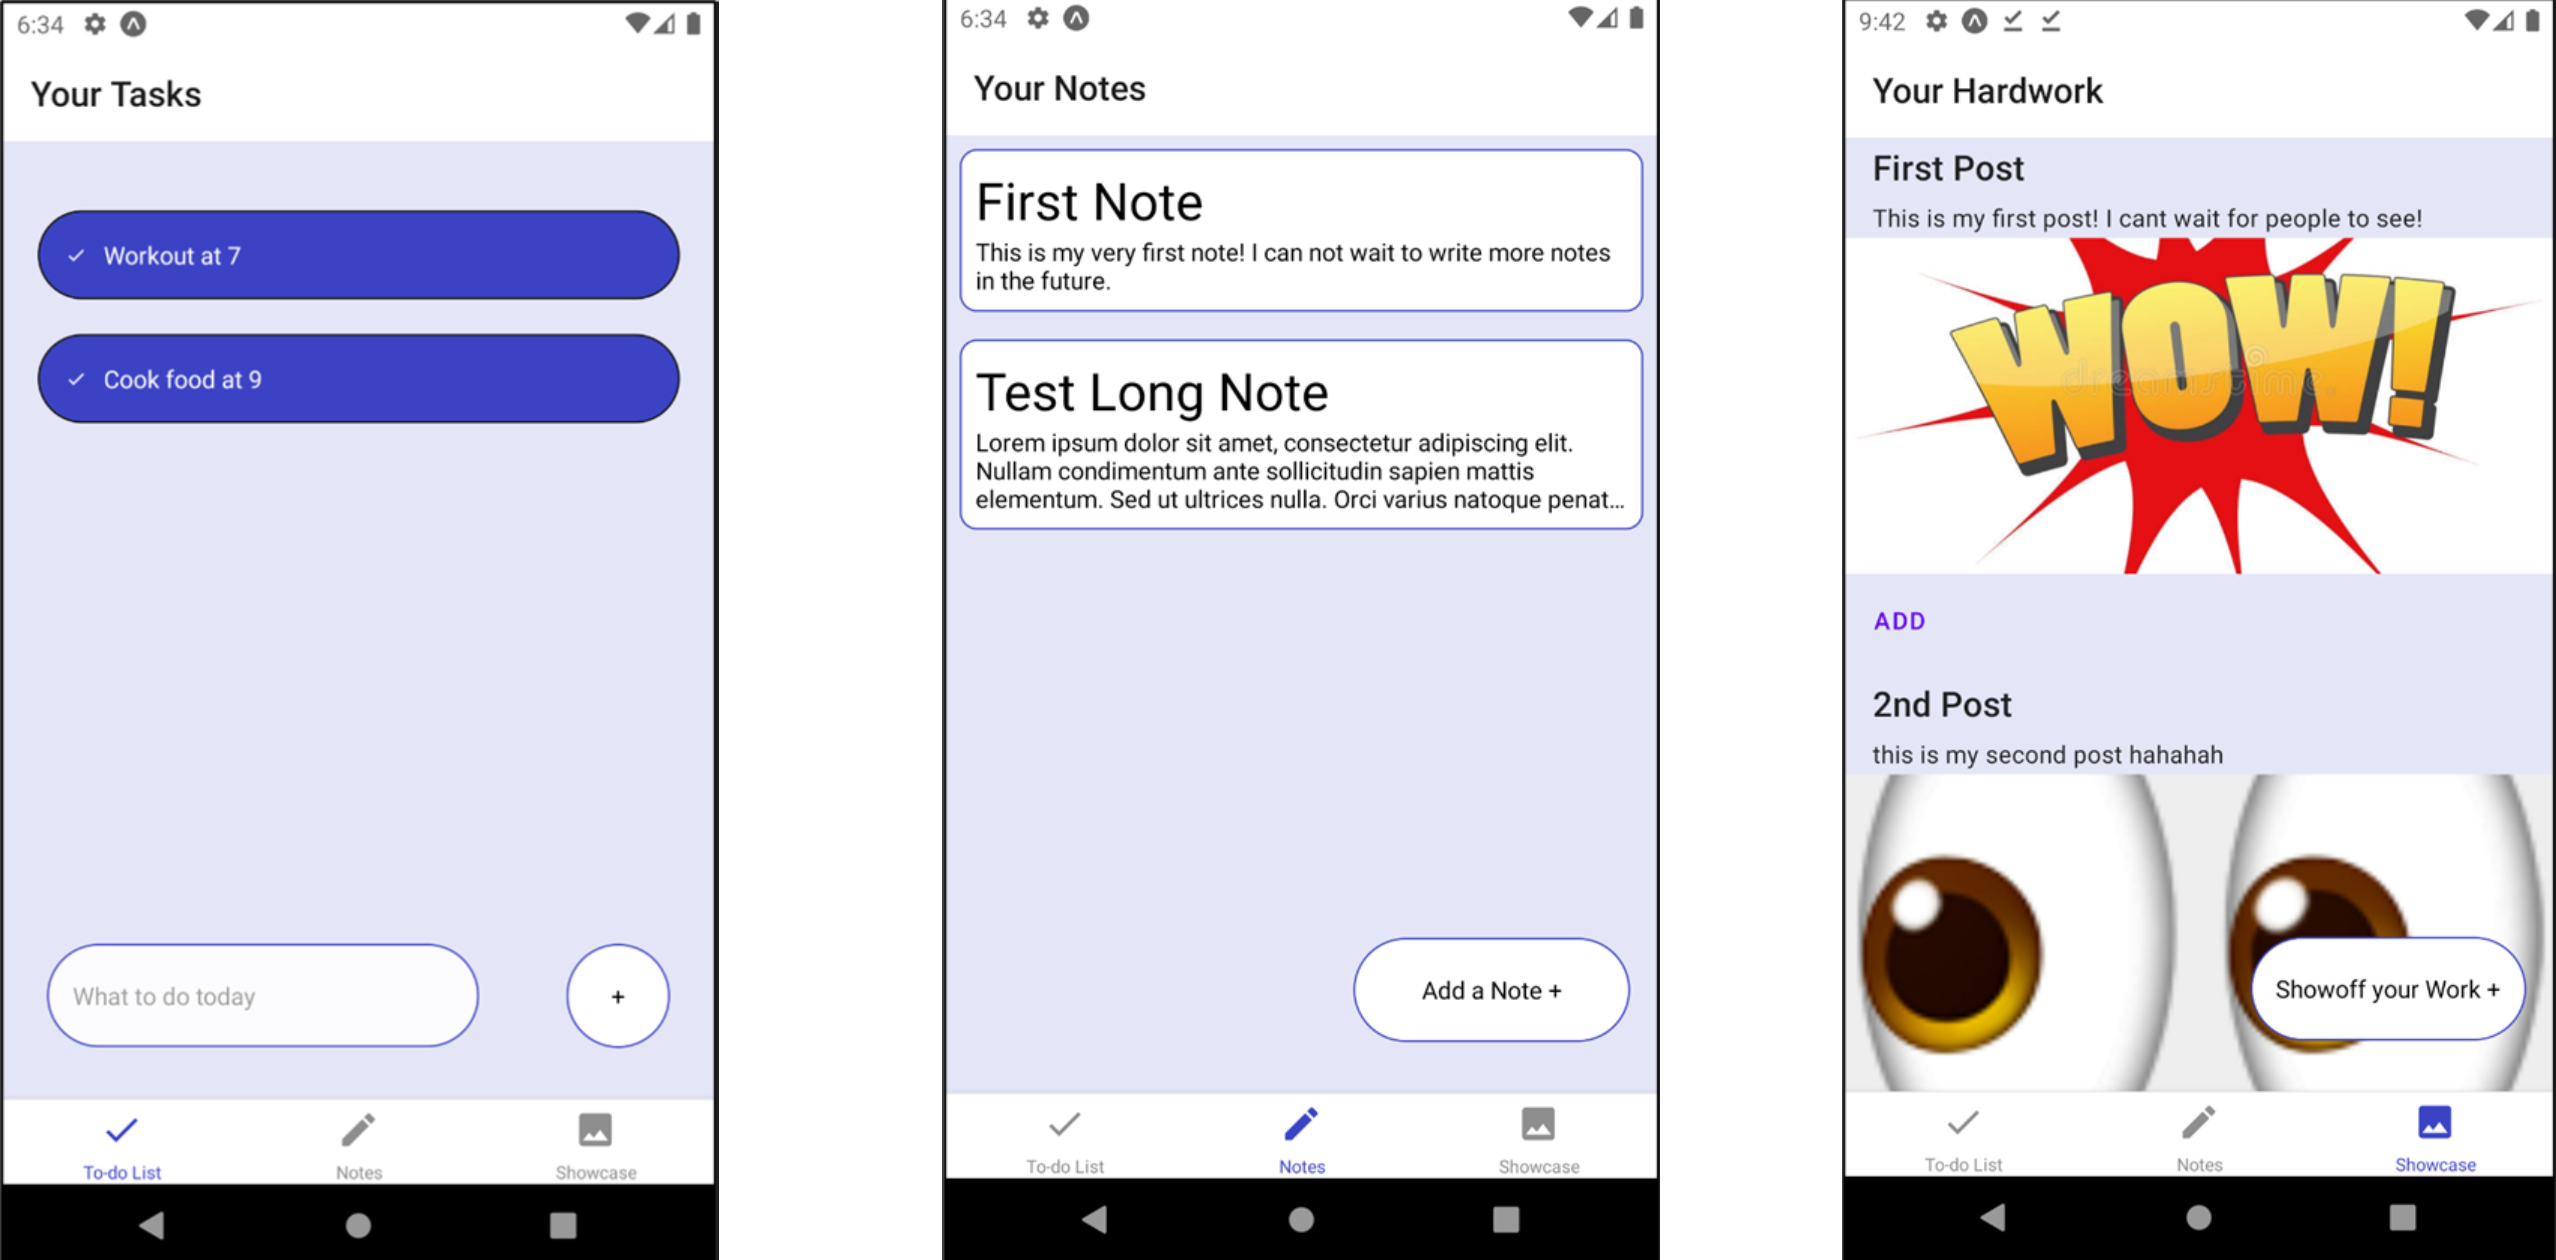 6:34
Your Tasks
Workout at 7
Cook food at 9
What to do today
+
To-do List
Notes
Showcase
6:34
Your Notes
First Note
This is my very first note! I can not wait to write more notes
in the future.
Test Long Note
Lorem ipsum dolor sit amet, consectetur adipiscing elit.
Nullam condimentum ante sollicitudin sapien mattis
elementum. Sed ut ultrices nulla. Orci varius natoque penat...
Add a Note +
To-do List
Notes
Showcase
9:42
Your Hardwork
First Post
This is my first post! I cant wait for people to see!
WOW!
dreamstime.
ADD
2nd Post
this is my second post hahahah
Showoff your Work +
To-do List
Notes
Showcase